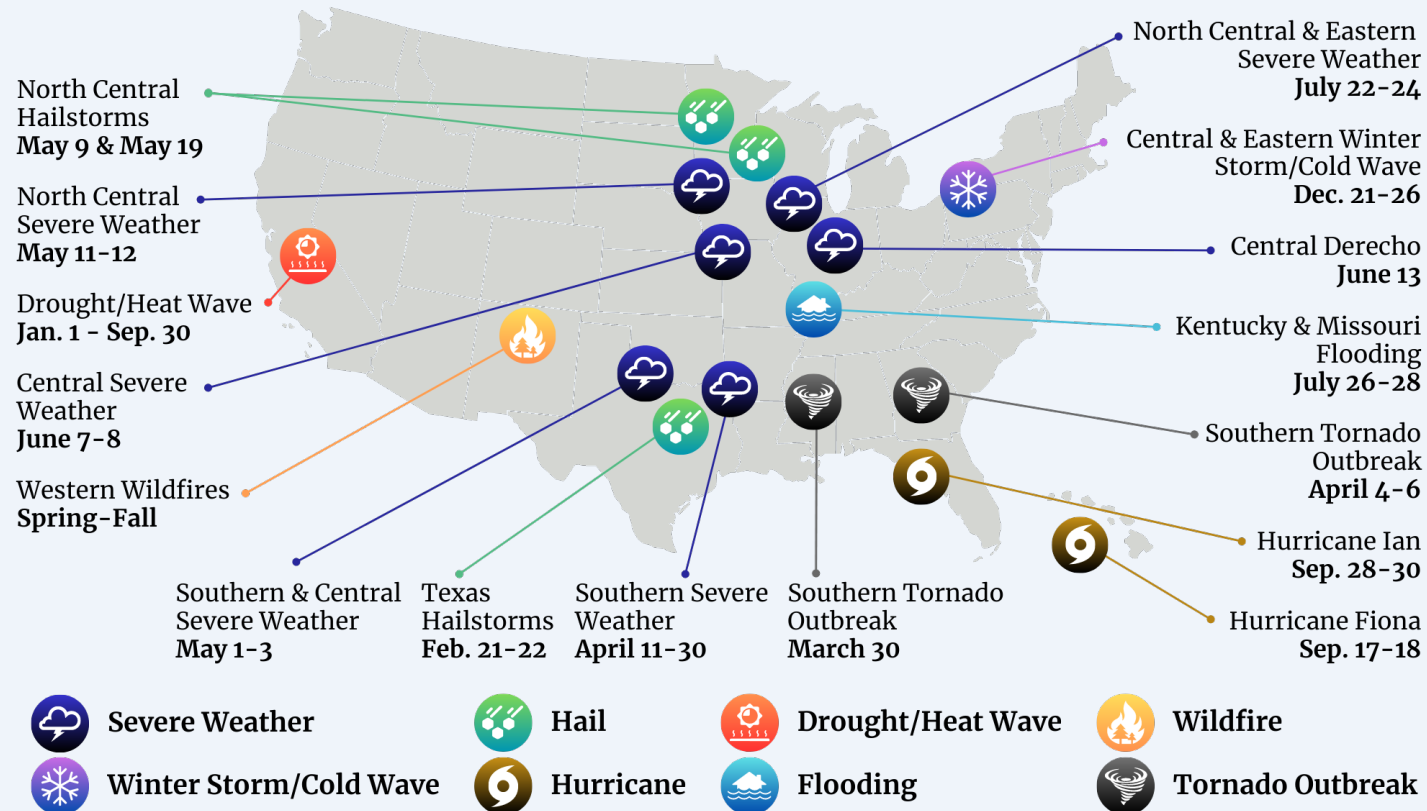 North Central
Hailstorms
May 9 & May 19
North Central
Severe Weather
May 11-12
Drought/Heat Wave
Jan. 1 - Sep. 30
Central Severe
Weather
June 7-8
Western Wildfires
Spring-Fall
North Central & Eastern
Severe Weather
July 22-24
Central & Eastern Winter
Storm/Cold Wave
Dec. 21-26
Central Derecho
June 13
Kentucky & Missouri
Flooding
July 26-28
Southern Tornado
Outbreak
April 4-6
Hurricane Ian
Sep. 28-30
Hurricane Fiona
Sep. 17-18
Southern & Central
Severe Weather
May 1-3
Texas
Hailstorms
Feb. 21-22
Southern Severe
Weather
April 11-30
Southern Tornado
Outbreak
March 30
Severe Weather
Hail
Drought/Heat Wave
Wildfire
Winter Storm/Cold Wave
Hurricane
Flooding
Tornado Outbreak